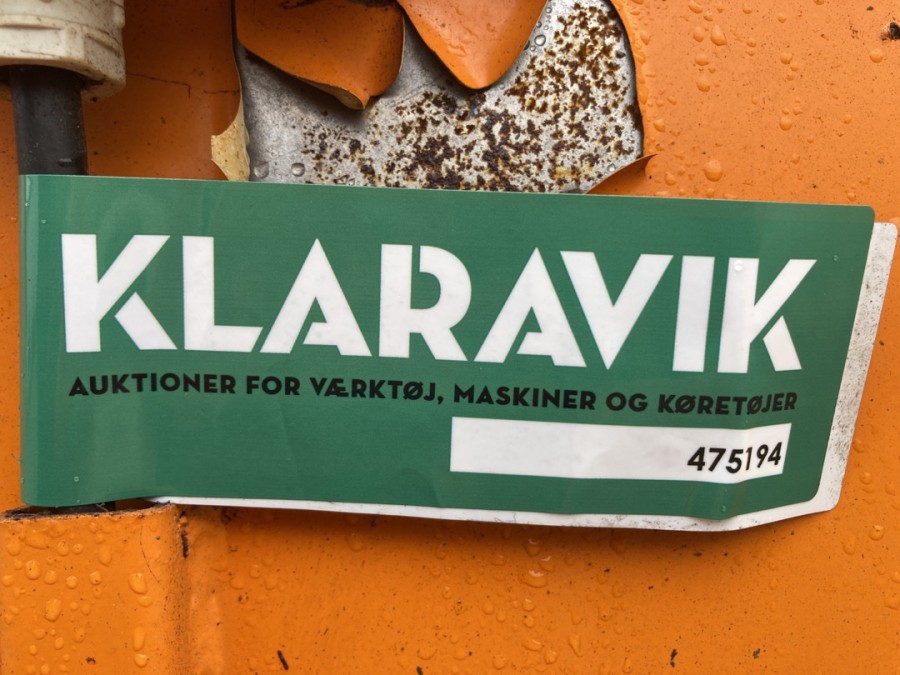 KLARAVIK
AUKTIONER FOR VÆRKTØJ, MASKINER OG KØRETØJER
475194